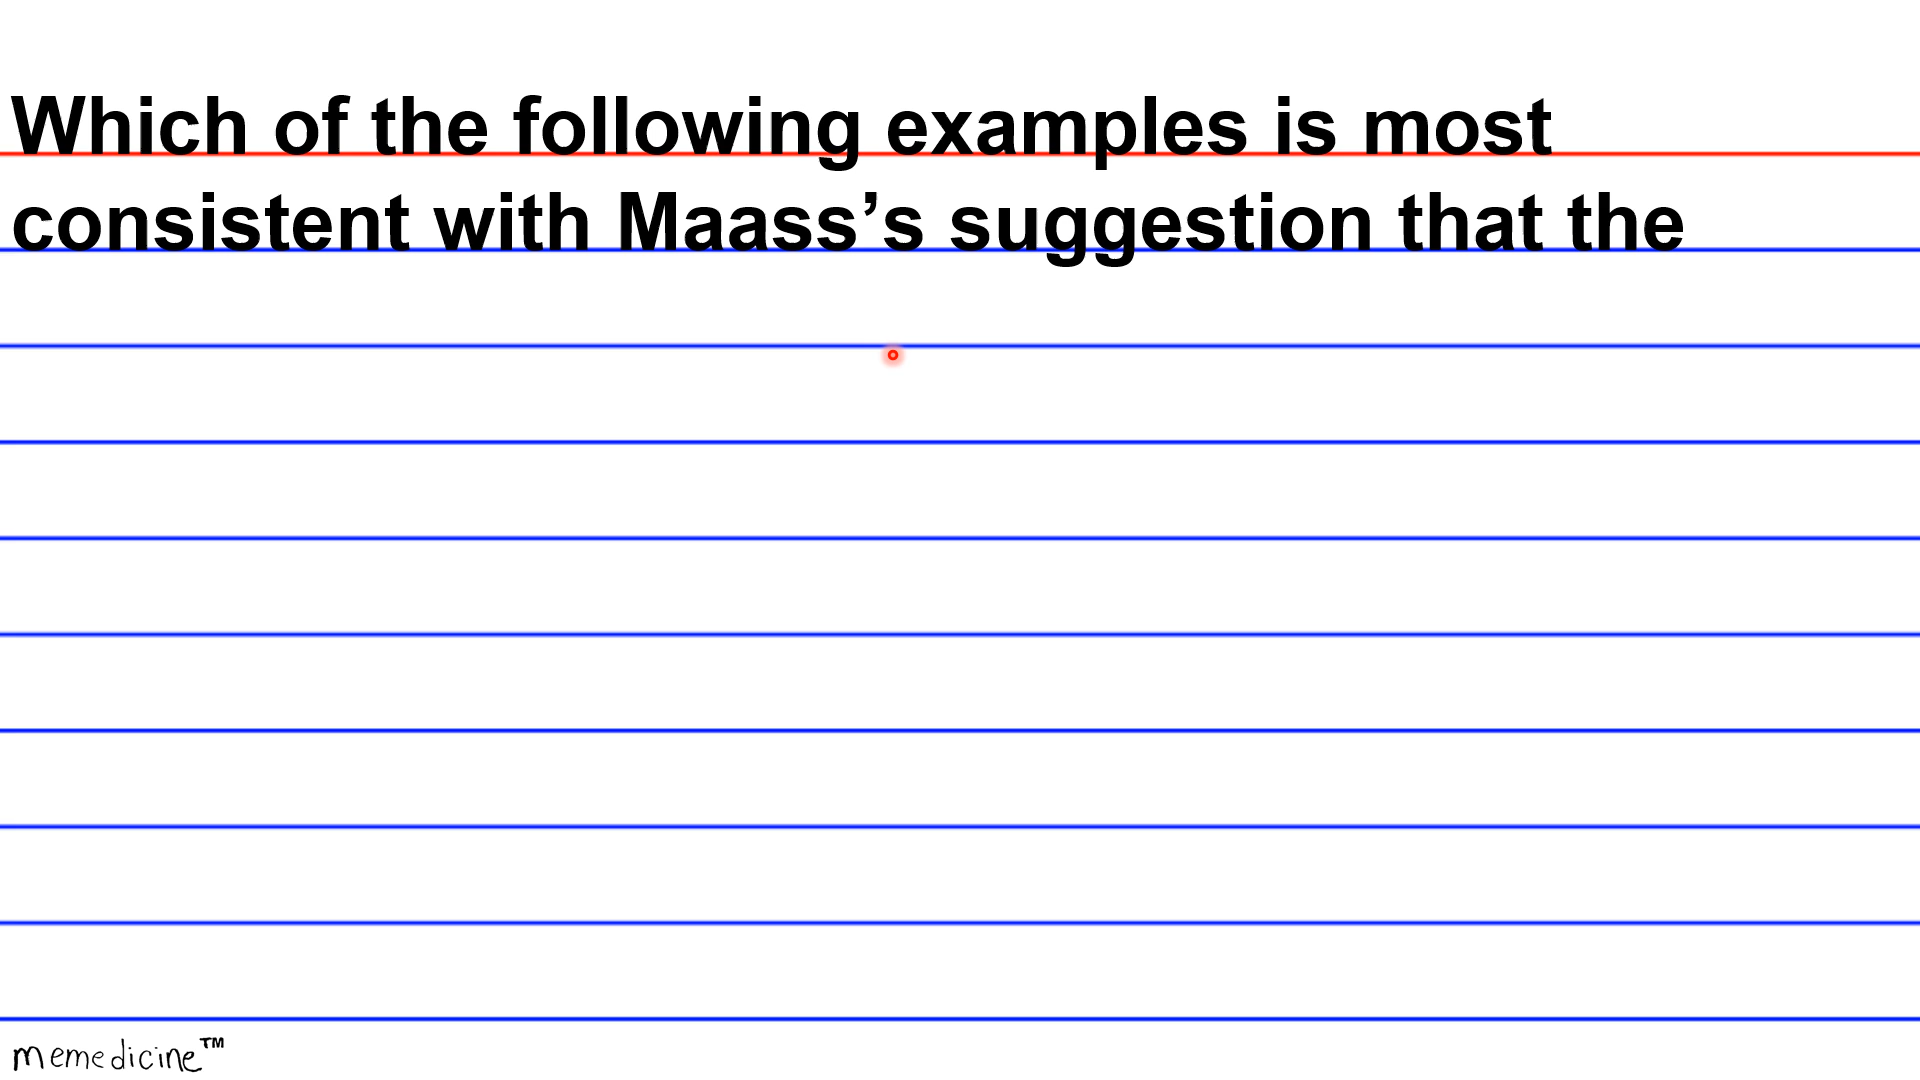 Which of the following examples is most
consistent with Maass’s suggestion that the
memedicine™